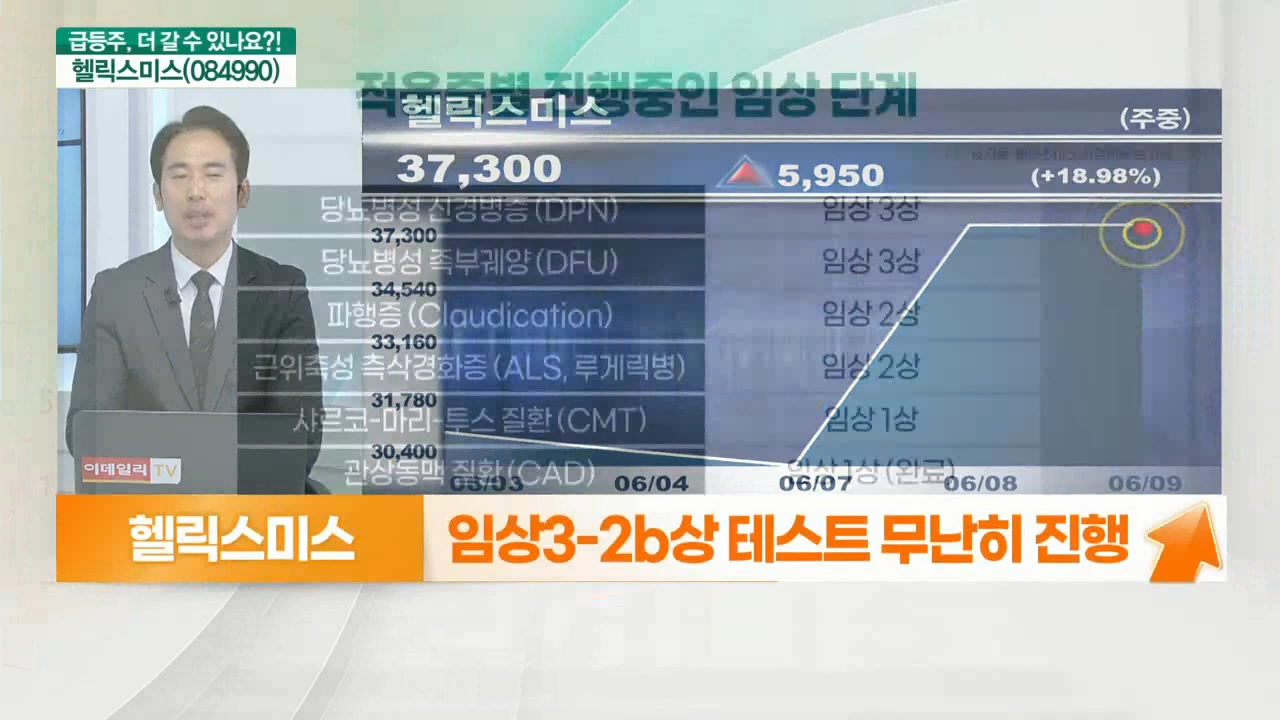 급등주, 더 갈 수 있나요?!
헬릭스미스(084990)
적응증별 진행중인 임상 단계
헬릭스미스
(주중)
37,300
5,950
(+18.98%)
당뇨병성 신경병증 (DPN)
임상 3상
37,300
당뇨병성 족부궤양 (DFU)
임상 3상
34,540
파행증 (Claudication)
임상 2상
33,160
근위축성 측삭경화증 (ALS, 루게릭병)
임상 2상
31,780
샤르코-마리-투스 질환 (CMT)
임상 1상
30,400
관상동맥 질환 (CAD)
임상 1상 (완료)
03/03 06/04 06/07 06/08 06/09
이데일리 TV
헬릭스미스
임상3-2b상 테스트 무난히 진행